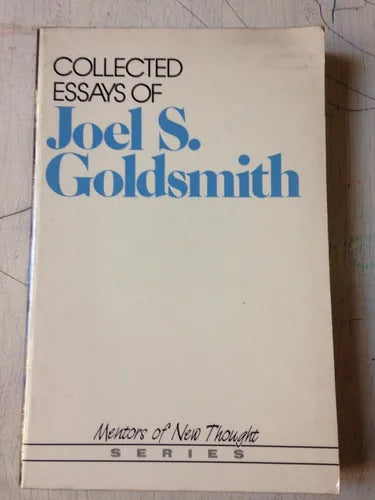 COLLECTED
ESSAYS OF
Joel S.
Goldsmith
Mentors of New Thought
SERIES